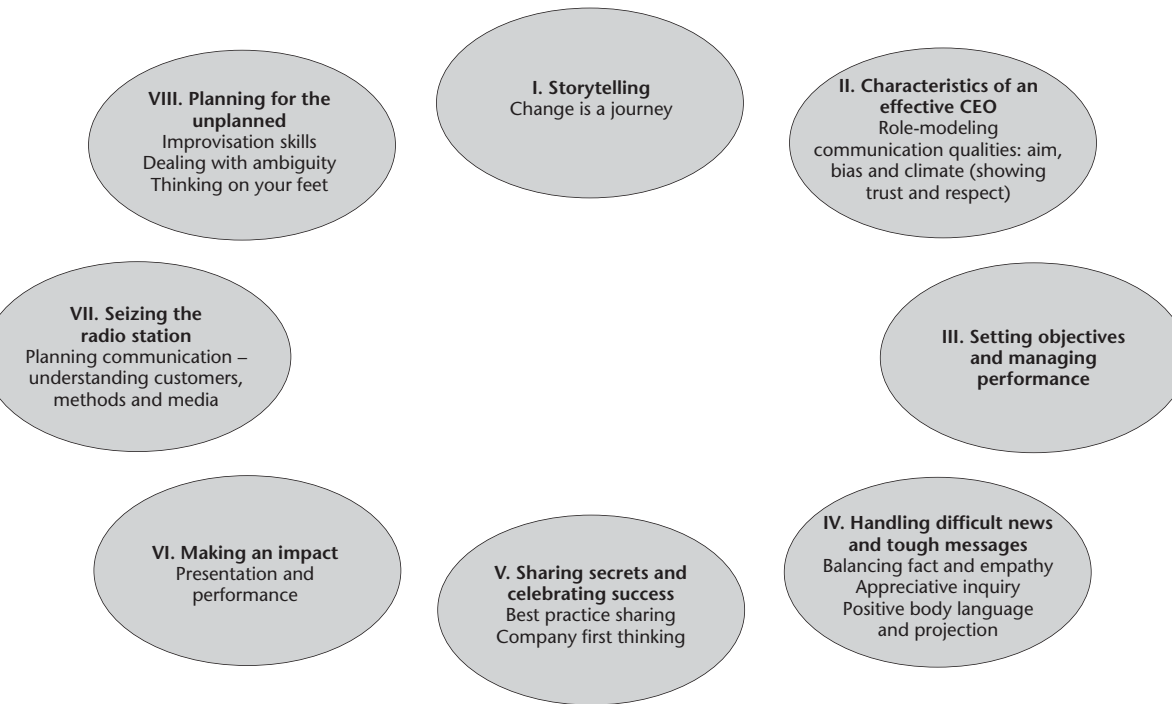 I. Storytelling
Change is a journey
II. Characteristics of an
effective CEO
Role-modeling
communication qualities: aim,
bias and climate (showing
trust and respect)
III. Setting objectives
and managing
performance
IV. Handling difficult news
and tough messages
Balancing fact and empathy
Appreciative inquiry
Positive body language
and projection
V. Sharing secrets and
celebrating success
Best practice sharing
Company first thinking
VI. Making an impact
Presentation and
performance
VII. Seizing the
radio station
Planning communication –
understanding customers,
methods and media
VIII. Planning for the
unplanned
Improvisation skills
Dealing with ambiguity
Thinking on your feet